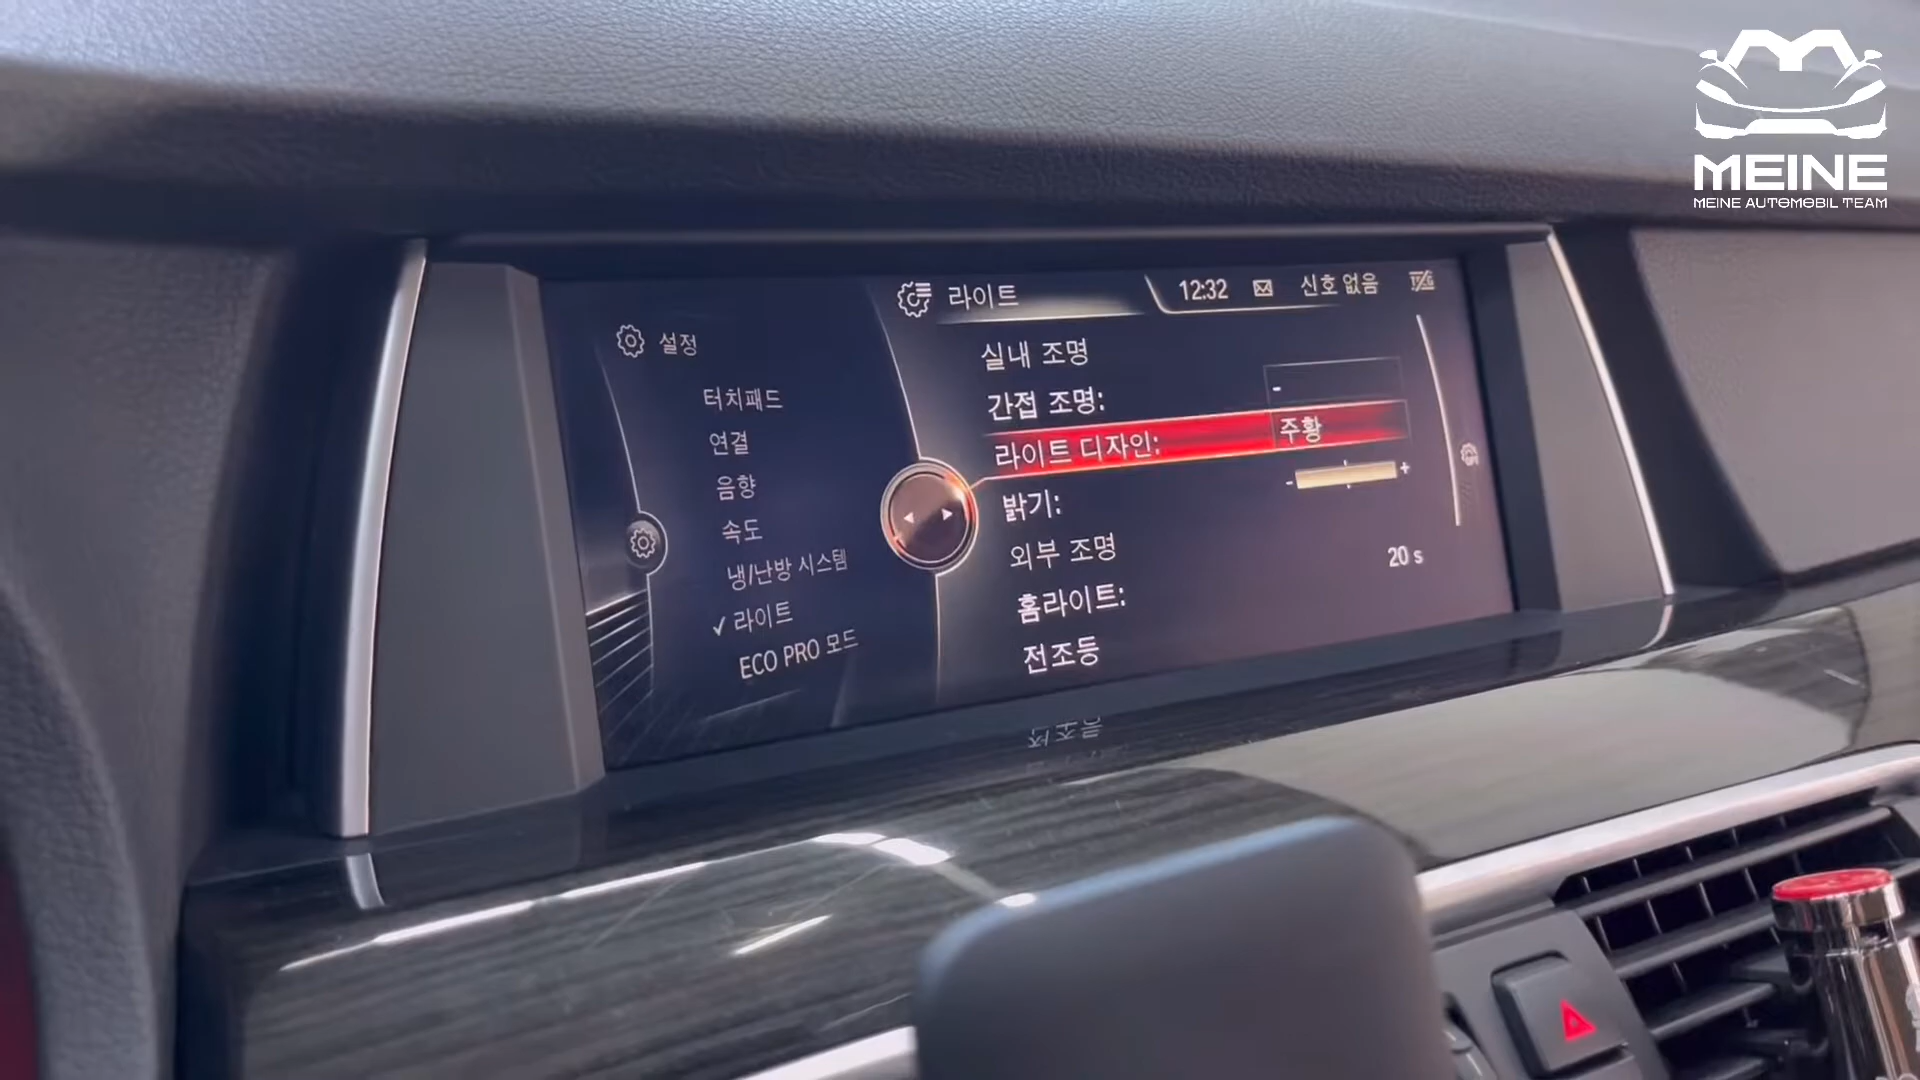 MEINE
MEINE AUTOMOBIL TEAM
라이트
12:32
신호 없음
설정
터치패드
연결
음향
속도
냉/난방 시스템
✓ 라이트
ECO PRO 모드
실내 조명
간접 조명: -
라이트 디자인: 주황
밝기: - +
외부 조명
홈라이트: 20 s
전조등